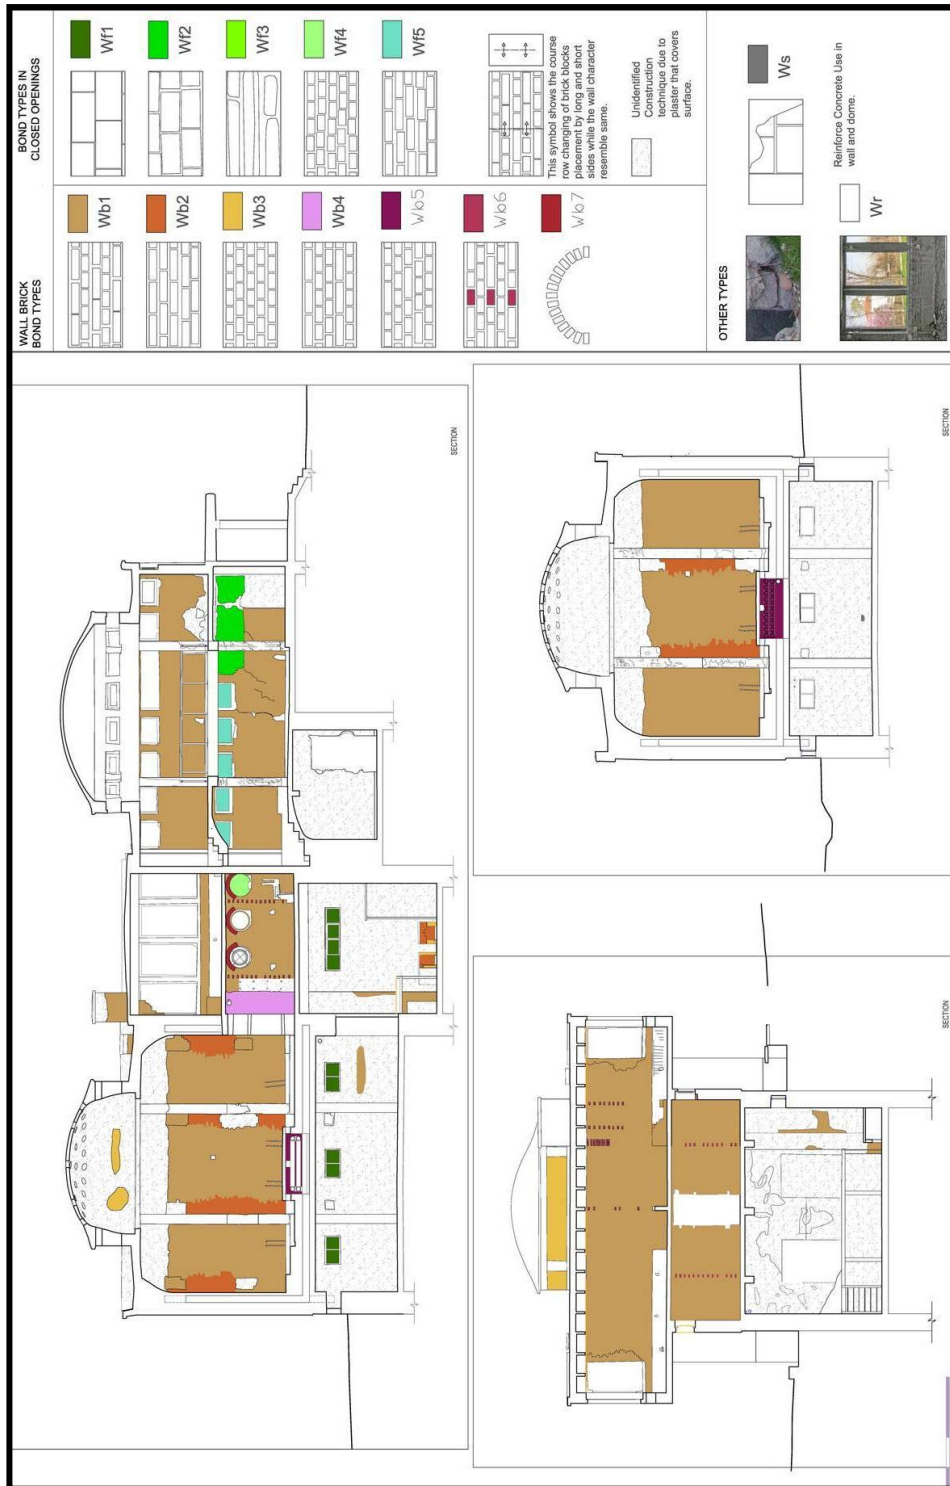 BOND TYPES IN
CLOSED OPENINGS
Wf1
Wf2
Wf3
Wf4
Wf5
This symbol shows the course
row changing of brick blocks
placement by long and short
sides while the wall character
resemble same.
Unidentified
Construction
technique due to
plaster that covers
surface.
WALL BRICK
BOND TYPES
Wb1
Wb2
Wb3
Wb4
Wb5
Wb6
Wb7
OTHER TYPES
Ws
Reinforce Concrete Use in
wall and dome.
Wr
SECTION
SECTION
SECTION